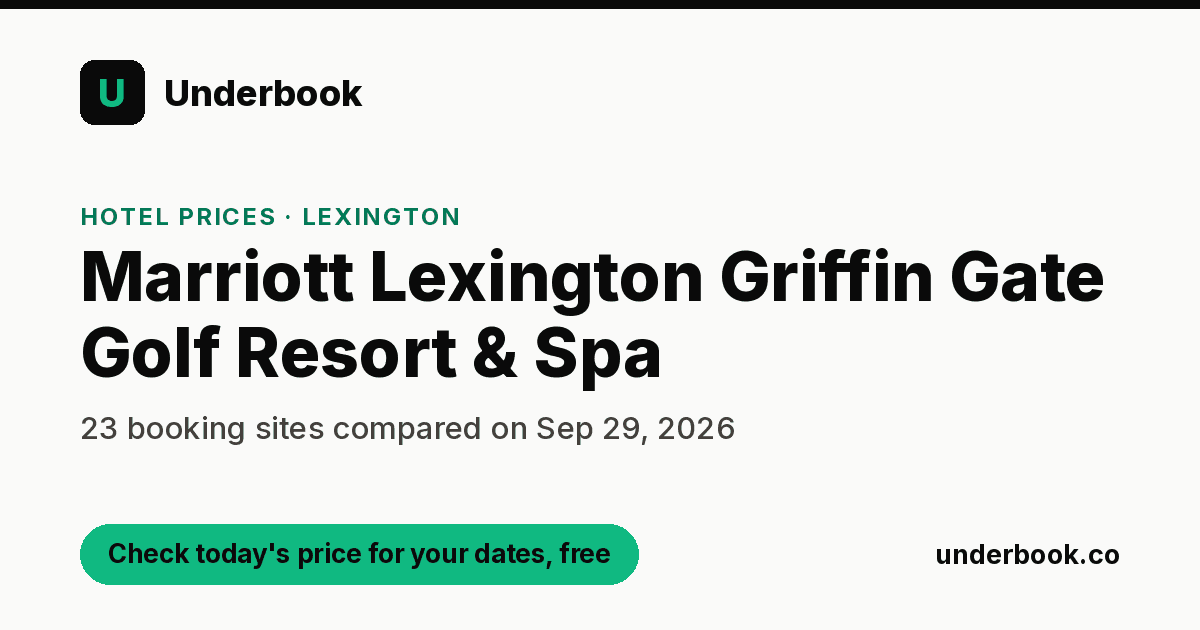 U Underbook
HOTEL PRICES · LEXINGTON
Marriott Lexington Griffin Gate
Golf Resort & Spa
23 booking sites compared on Sep 29, 2026
Check today's price for your dates, free
underbook.co